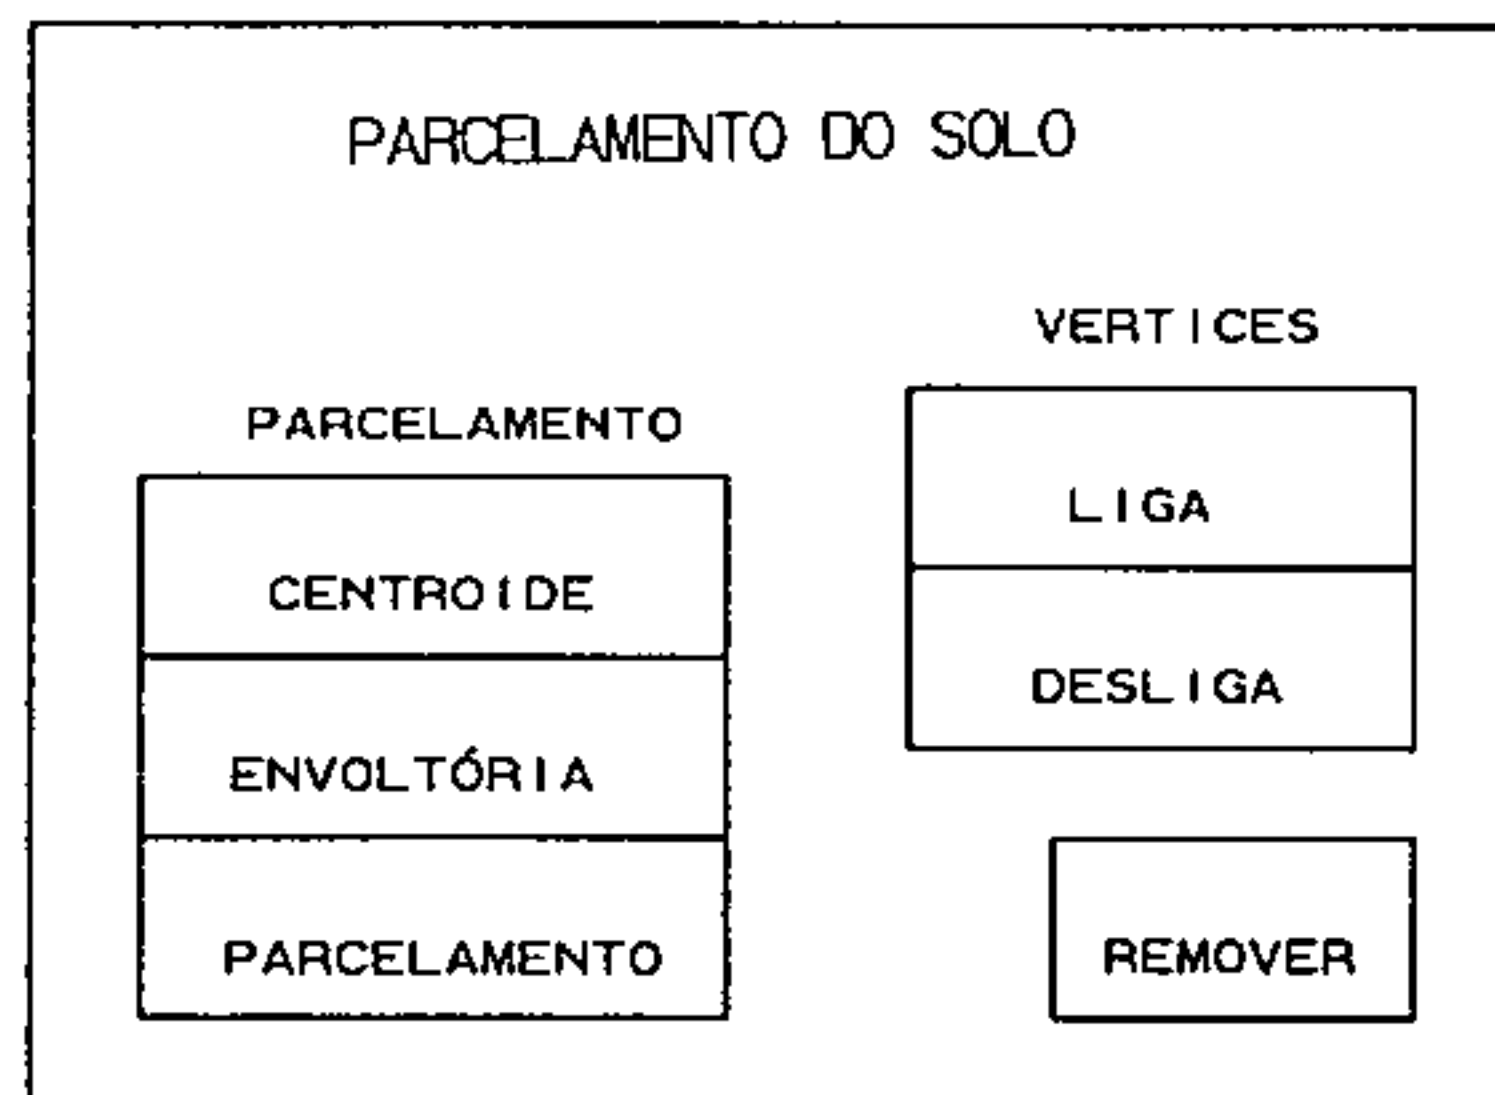 PARCELAMENTO DO SOLO
PARCELAMENTO
CENTROIDE
ENVOLTÓRIA
PARCELAMENTO
VERTICES
LIGA
DESLIGA
REMOVER